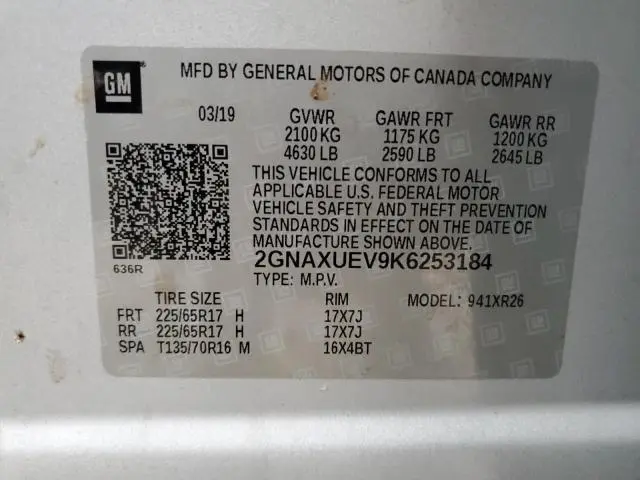 GM
MFD BY GENERAL MOTORS OF CANADA COMPANY
03/19 GVWR GAWR FRT GAWR RR
2100 KG 1175 KG 1200 KG
4630 LB 2590 LB 2645 LB
THIS VEHICLE CONFORMS TO ALL
APPLICABLE U.S. FEDERAL MOTOR
VEHICLE SAFETY AND THEFT PREVENTION
STANDARDS IN EFFECT ON THE DATE OF
MANUFACTURE SHOWN ABOVE.
636R
2GNAXUEV9K6253184
TYPE: M.P.V.
TIRE SIZE RIM MODEL: 941XR26
FRT 225/65R17 H 17X7J
RR 225/65R17 H 17X7J
SPA T135/70R16 M 16X4BT